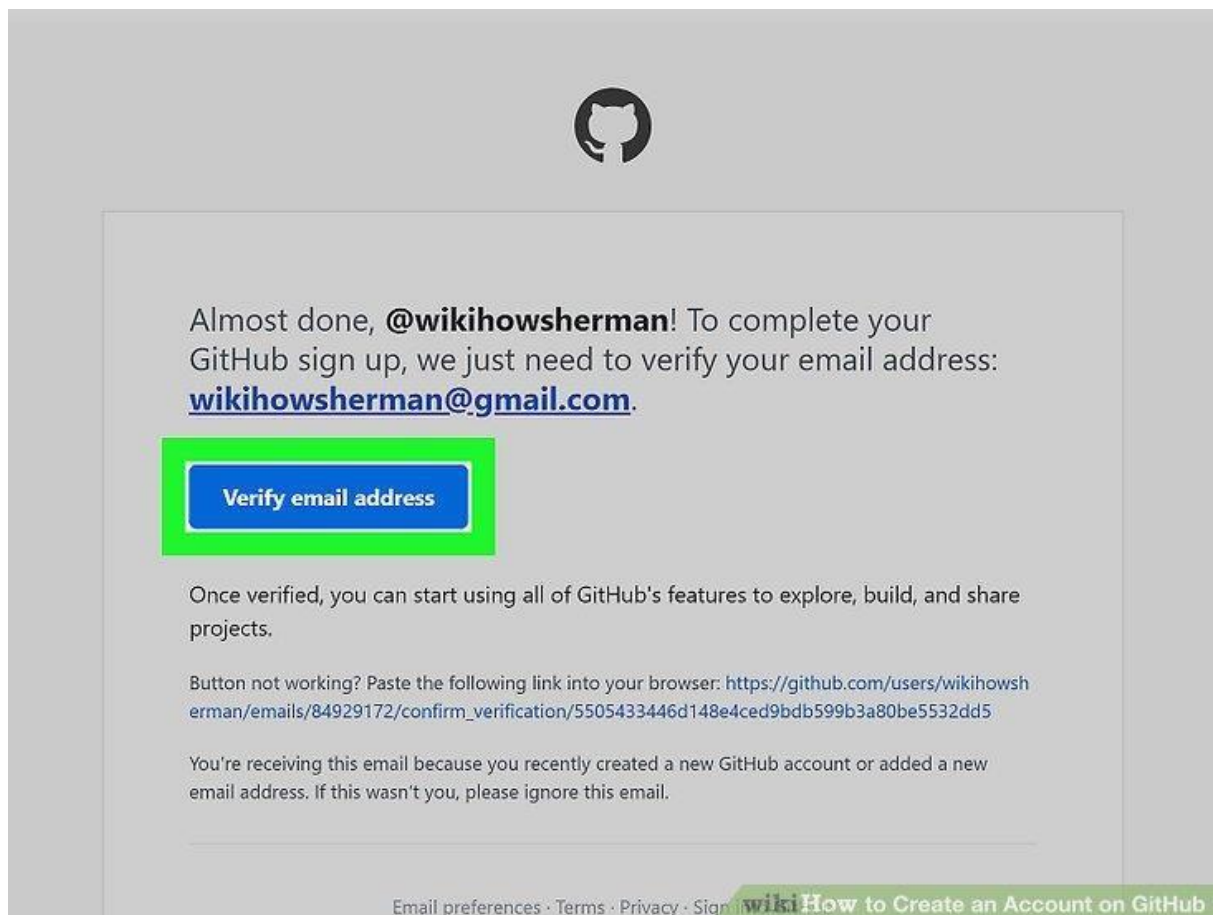 Almost done, @wikihowsherman! To complete your
GitHub sign up, we just need to verify your email address:
wikihowsherman@gmail.com.
Verify email address
Once verified, you can start using all of GitHub's features to explore, build, and share
projects.
Button not working? Paste the following link into your browser: https://github.com/users/wikihowsh
erman/emails/84929172/confirm_verification/5505433446d148e4ced9bdb599b3a80be5532dd5
You're receiving this email because you recently created a new GitHub account or added a new
email address. If this wasn't you, please ignore this email.
Email preferences · Terms · Privacy · Sign
wikiHow to Create an Account on GitHub